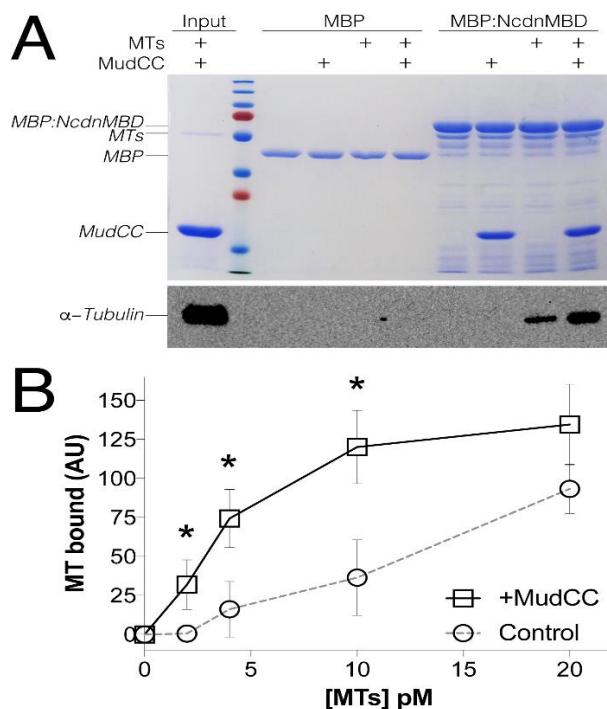 A
Input MBP MBP:NcdnMBD
MTs + + + + +
MudCC + + + + +
MBP:NcdnMBD
MTs
MBP
MudCC
α-Tubulin
B
MT bound (AU)
150
125
100
75
50
25
0
* * *
+MudCC
Control
0 5 10 15 20
[MTs] pM